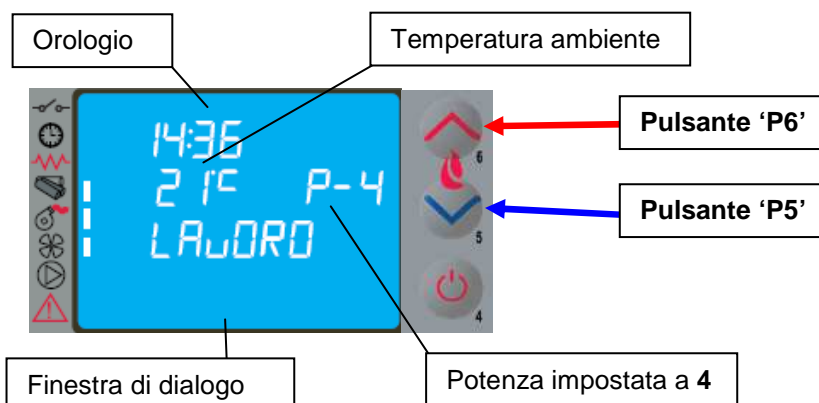 Orologio
Temperatura ambiente
14:36
21°C P-4
LAvORO
6
5
4
Pulsante ‘P6’
Pulsante ‘P5’
Finestra di dialogo
Potenza impostata a 4